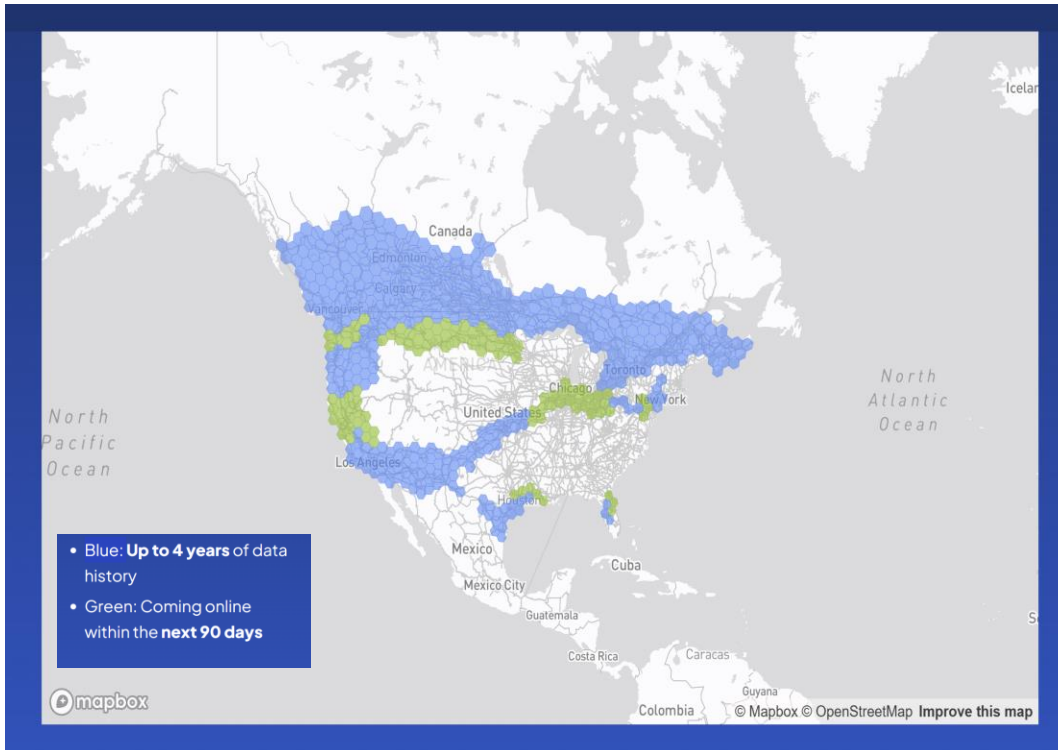 Icelan
Canada
Edmonton
Calgary
Vancouver
AMERICA
Toronto
Chicago
New York
United States
North
Atlantic
Ocean
North
Pacific
Ocean
Los Angeles
Houston
• Blue: Up to 4 years of data
history
• Green: Coming online
within the next 90 days
Mexico
Mexico City
Cuba
Guatemala
Costa Rica
Caracas
Guyana
Colombia
S
mapbox
© Mapbox © OpenStreetMap Improve this map